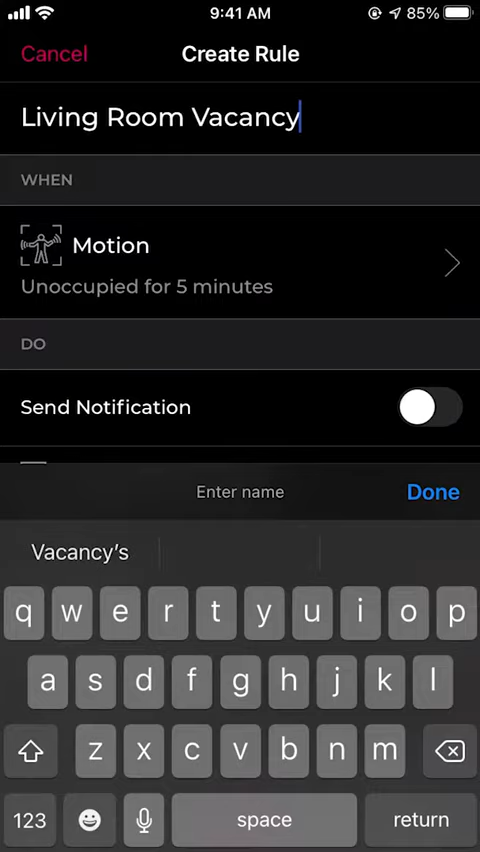 9:41 AM
85%
Cancel
Create Rule
Living Room Vacancy
WHEN
Motion
Unoccupied for 5 minutes
DO
Send Notification
Enter name
Done
Vacancy's
q w e r t y u i o p
a s d f g h j k l
z x c v b n m
123 space return